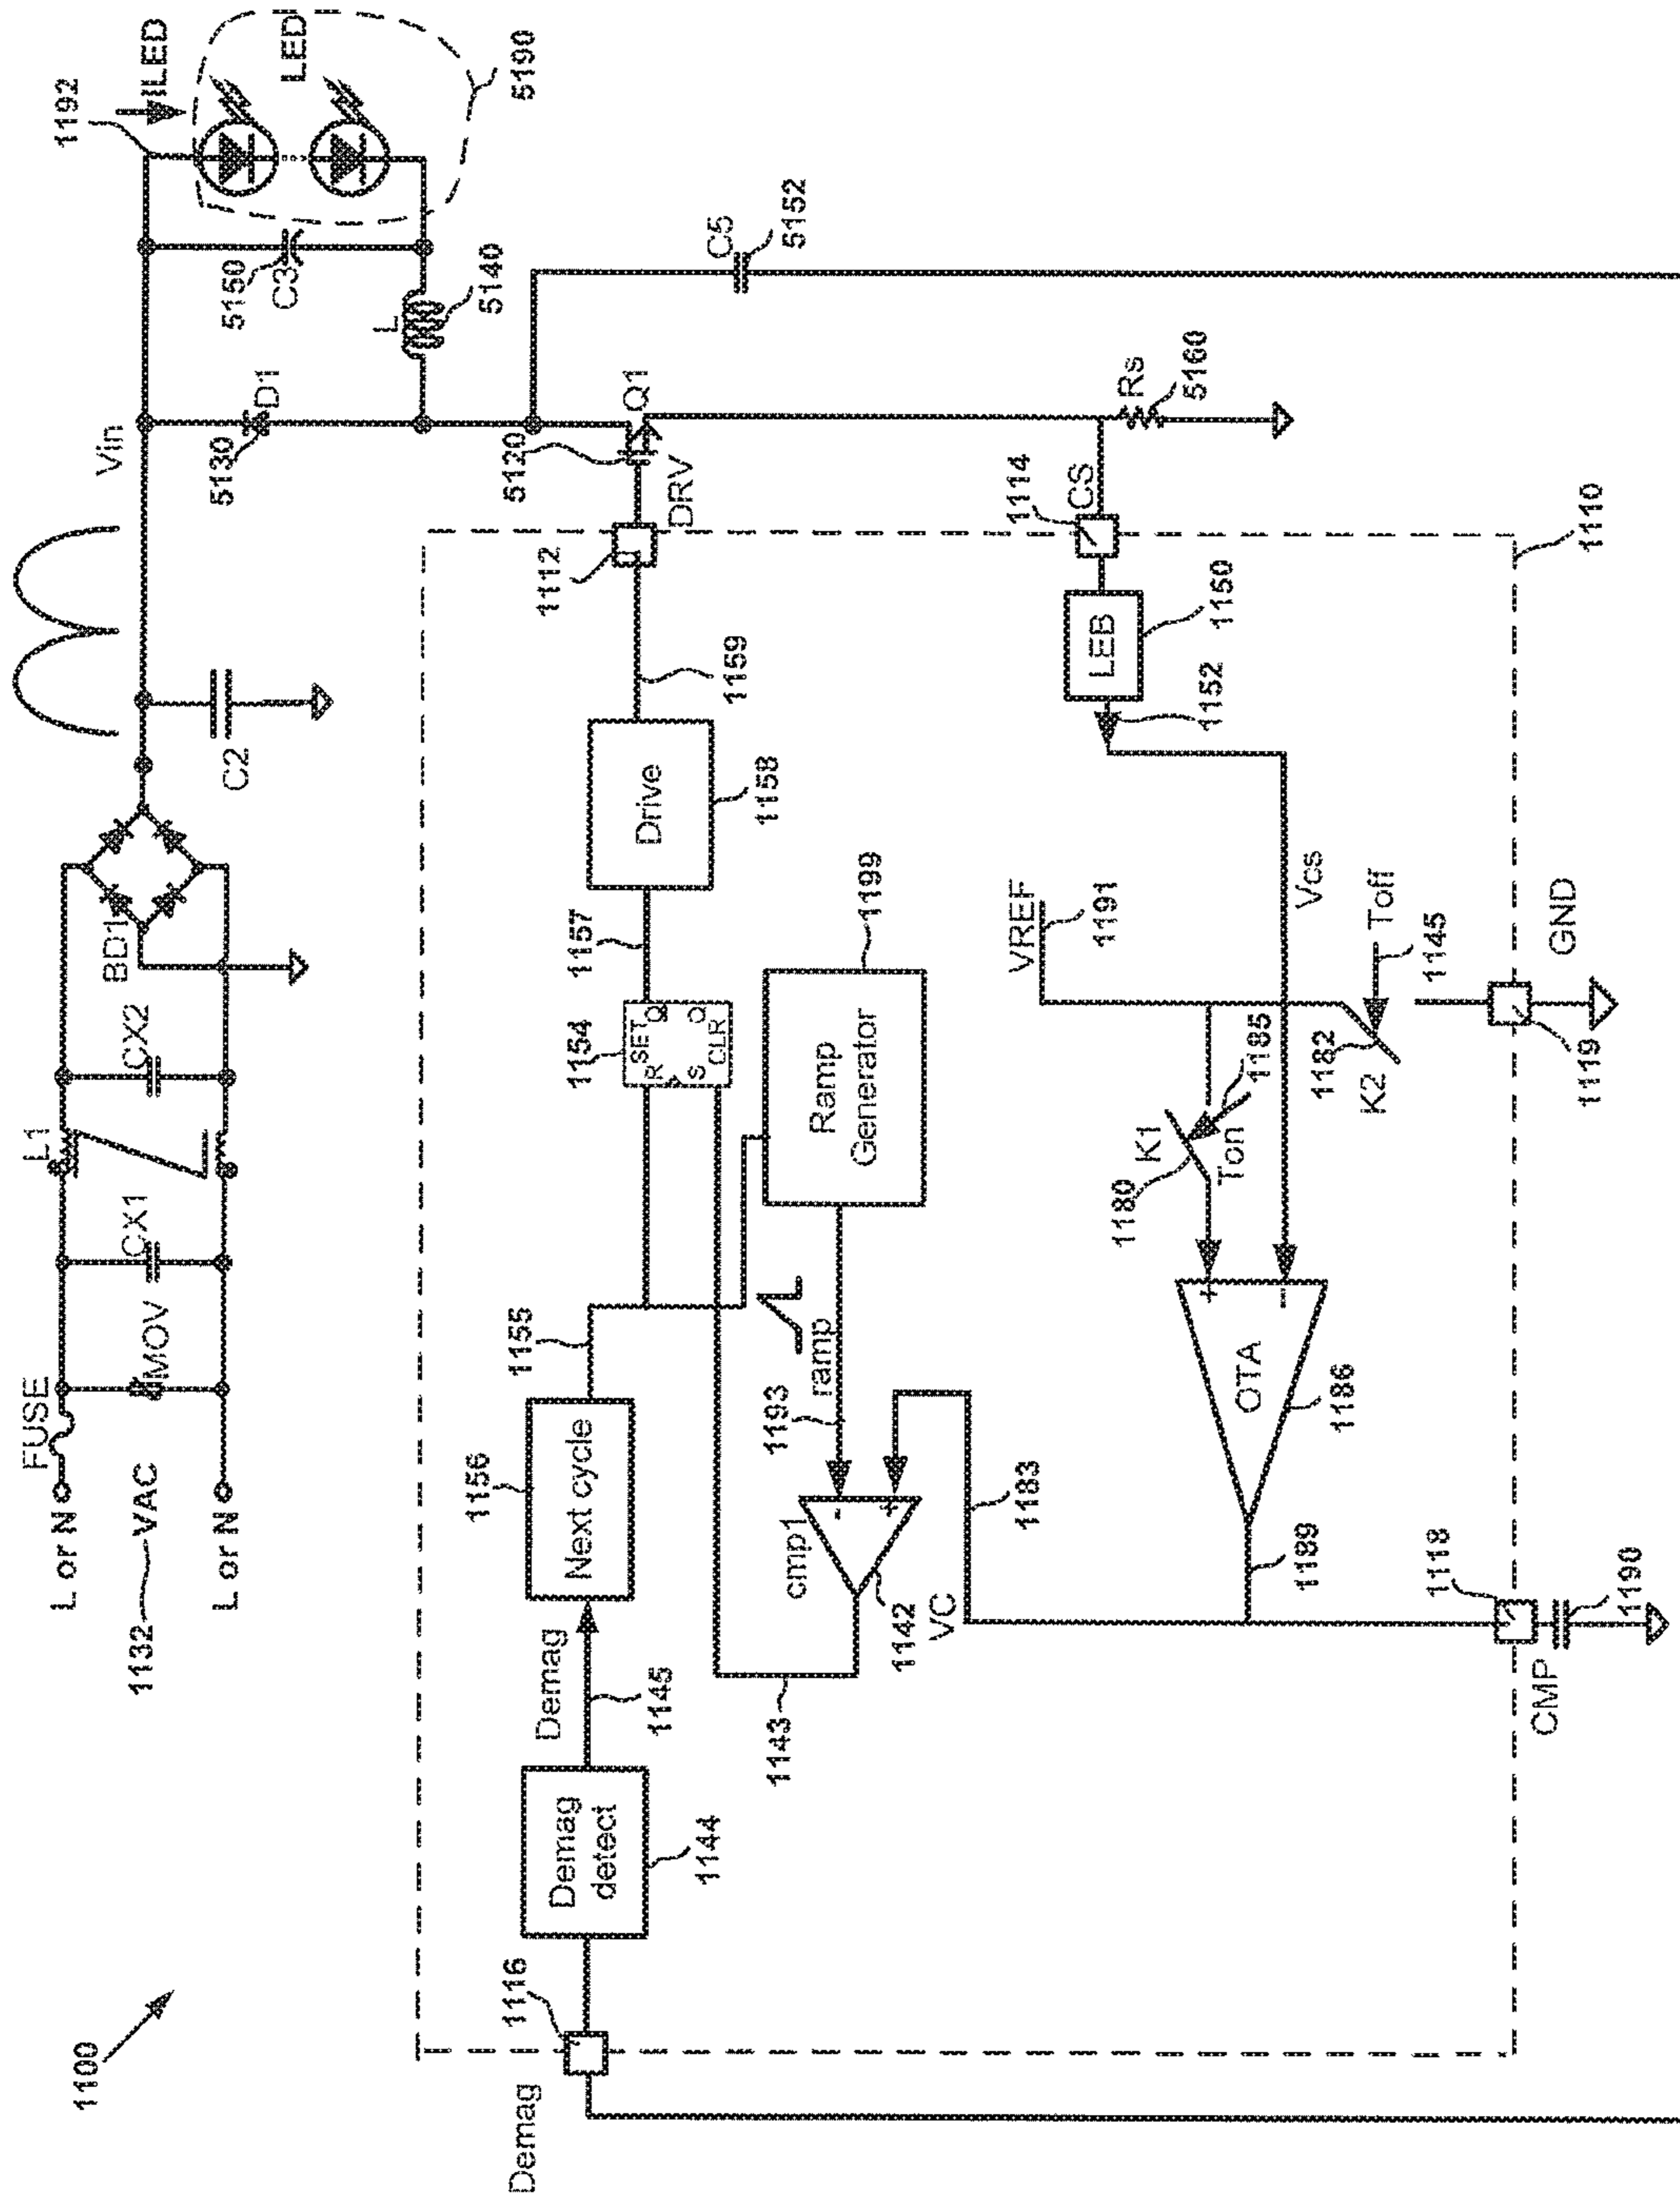 1100
L or N
FUSE
1132
VAC
L or N
MOV
CX1
L1
CX2
BD1
C2
Vin
5130
D1
5150
C3
L
5140
1192
ILED
LED
5190
C5
5152
Demag
1116
Demag
detect
1144
Demag
1145
1156
Next cycle
1155
1154
R
SET
Q
S
CLR
Q
1157
Drive
1158
1159
1112
DRV
5120
Q1
1143
cmp1
-
+
1142
1193
ramp
Ramp
Generator
1199
VC
1183
1189
OTA
+
-
1186
K1
1180
Ton
1185
VREF
1191
Vcs
1182
K2
Toff
1145
1152
LEB
1150
1114
CS
Rs
5160
1110
1118
CMP
1190
1119
GND